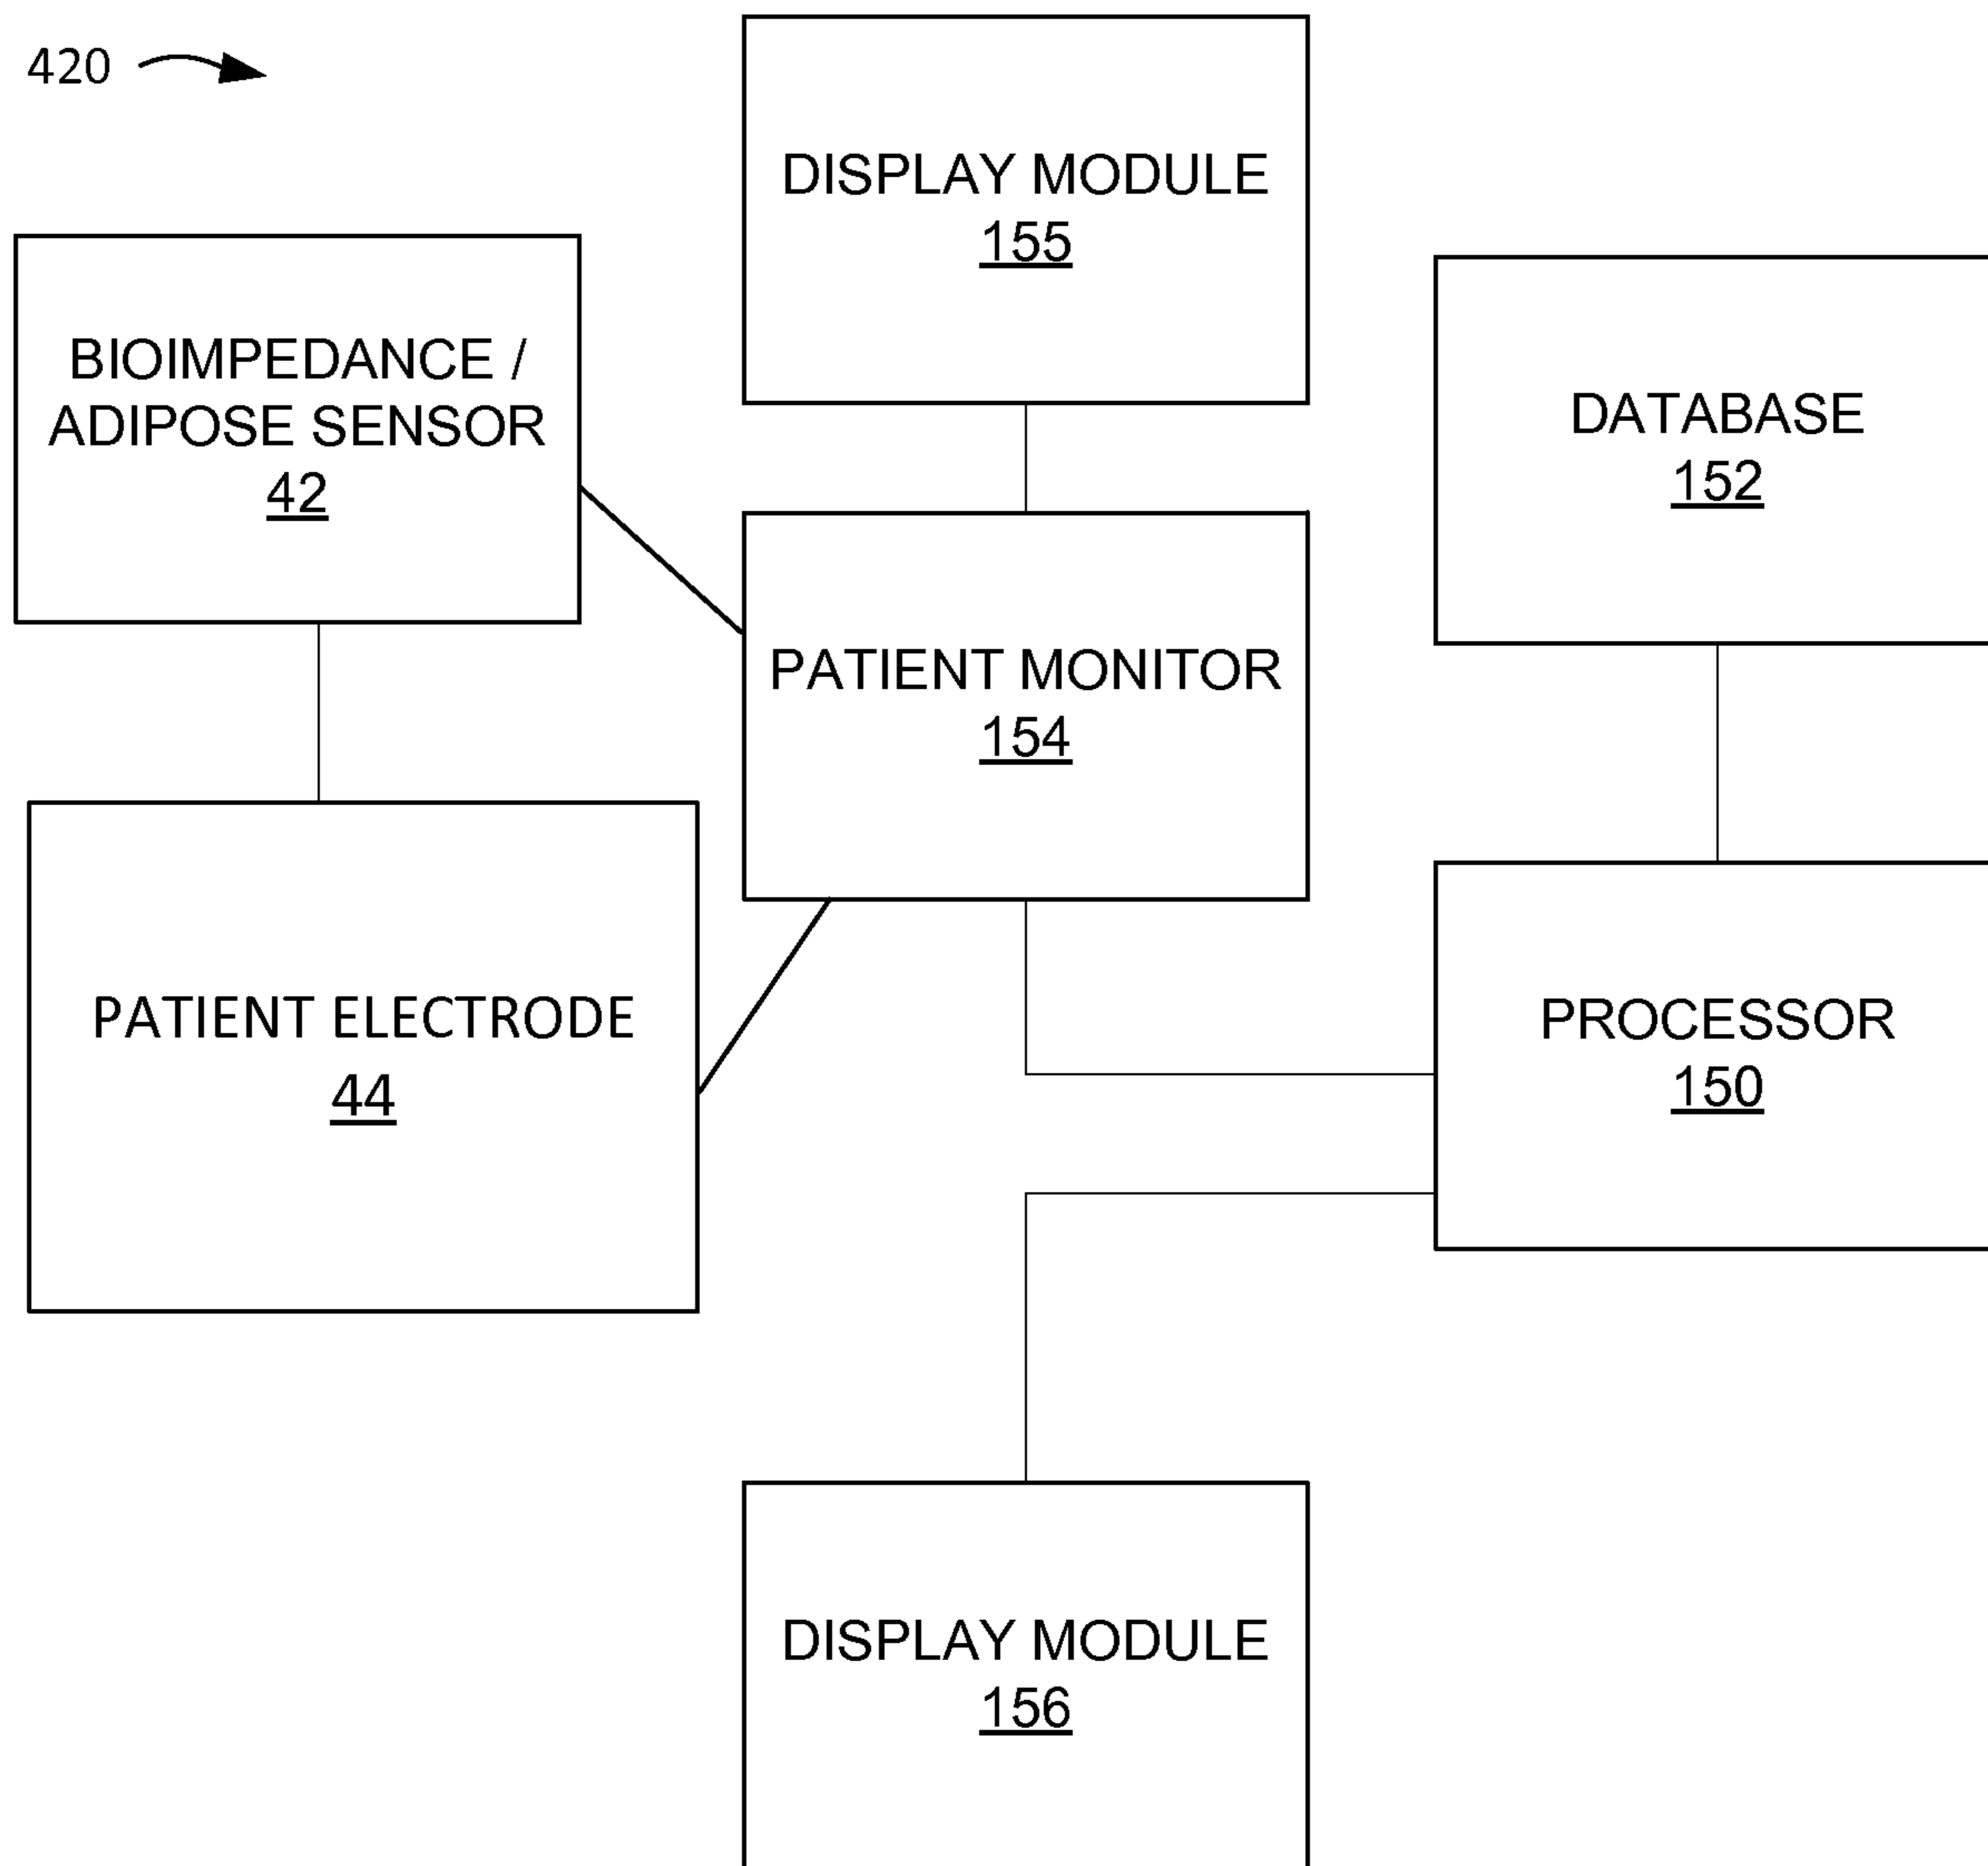 420
DISPLAY MODULE
155
BIOIMPEDANCE /
ADIPOSE SENSOR
42
DATABASE
152
PATIENT MONITOR
154
PATIENT ELECTRODE
44
PROCESSOR
150
DISPLAY MODULE
156